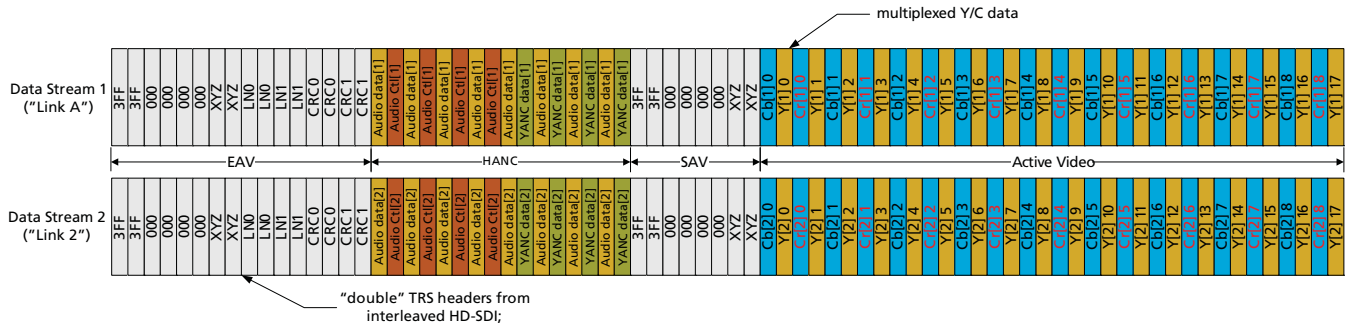 multiplexed Y/C data
Data Stream 1
("Link A")
3FF
3FF
000
000
000
000
XYZ
XYZ
LN0
LN0
LN1
LN1
CRC0
CRC0
CRC1
CRC1
Audio data[1]
Audio Ctl[1]
Audio data[1]
Audio Ctl[1]
Audio data[1]
Audio Ctl[1]
Audio data[1]
Audio Ctl[1]
Audio data[1]
YANC data[1]
Audio data[1]
YANC data[1]
Audio data[1]
YANC data[1]
Audio data[1]
YANC data[1]
3FF
3FF
000
000
000
000
XYZ
XYZ
Cb[1]0
Y[1]0
Cr[1]0
Y[1]1
Cb[1]1
Y[1]2
Cr[1]1
Y[1]3
Cb[1]2
Y[1]4
Cr[1]2
Y[1]5
Cb[1]3
Y[1]6
Cr[1]3
Y[1]7
Cb[1]4
Y[1]8
Cr[1]4
Y[1]9
Cb[1]5
Y[1]10
Cr[1]5
Y[1]11
Cb[1]6
Y[1]12
Cr[1]6
Y[1]13
Cb[1]7
Y[1]14
Cr[1]7
Y[1]15
Cb[1]8
Y[1]16
Cr[1]8
Y[1]17
EAV
HANC
SAV
Active Video
Data Stream 2
("Link 2")
3FF
3FF
000
000
000
000
XYZ
XYZ
LN0
LN0
LN1
LN1
CRC0
CRC0
CRC1
CRC1
Audio data[2]
Audio Ctl[2]
Audio data[2]
Audio Ctl[2]
Audio data[2]
Audio Ctl[2]
Audio data[2]
Audio Ctl[2]
Audio data[2]
YANC data[2]
Audio data[2]
YANC data[2]
Audio data[2]
YANC data[2]
Audio data[2]
YANC data[2]
3FF
3FF
000
000
000
000
XYZ
XYZ
Cb[2]0
Y[2]0
Cr[2]0
Y[2]1
Cb[2]1
Y[2]2
Cr[2]1
Y[2]3
Cb[2]2
Y[2]4
Cr[2]2
Y[2]5
Cb[2]3
Y[2]6
Cr[2]3
Y[2]7
Cb[2]4
Y[2]8
Cr[2]4
Y[2]9
Cb[2]5
Y[2]10
Cr[2]5
Y[2]11
Cb[2]6
Y[2]12
Cr[2]6
Y[2]13
Cb[2]7
Y[2]14
Cr[2]7
Y[2]15
Cb[2]8
Y[2]16
Cr[2]8
Y[2]17
"double" TRS headers from
interleaved HD-SDI;